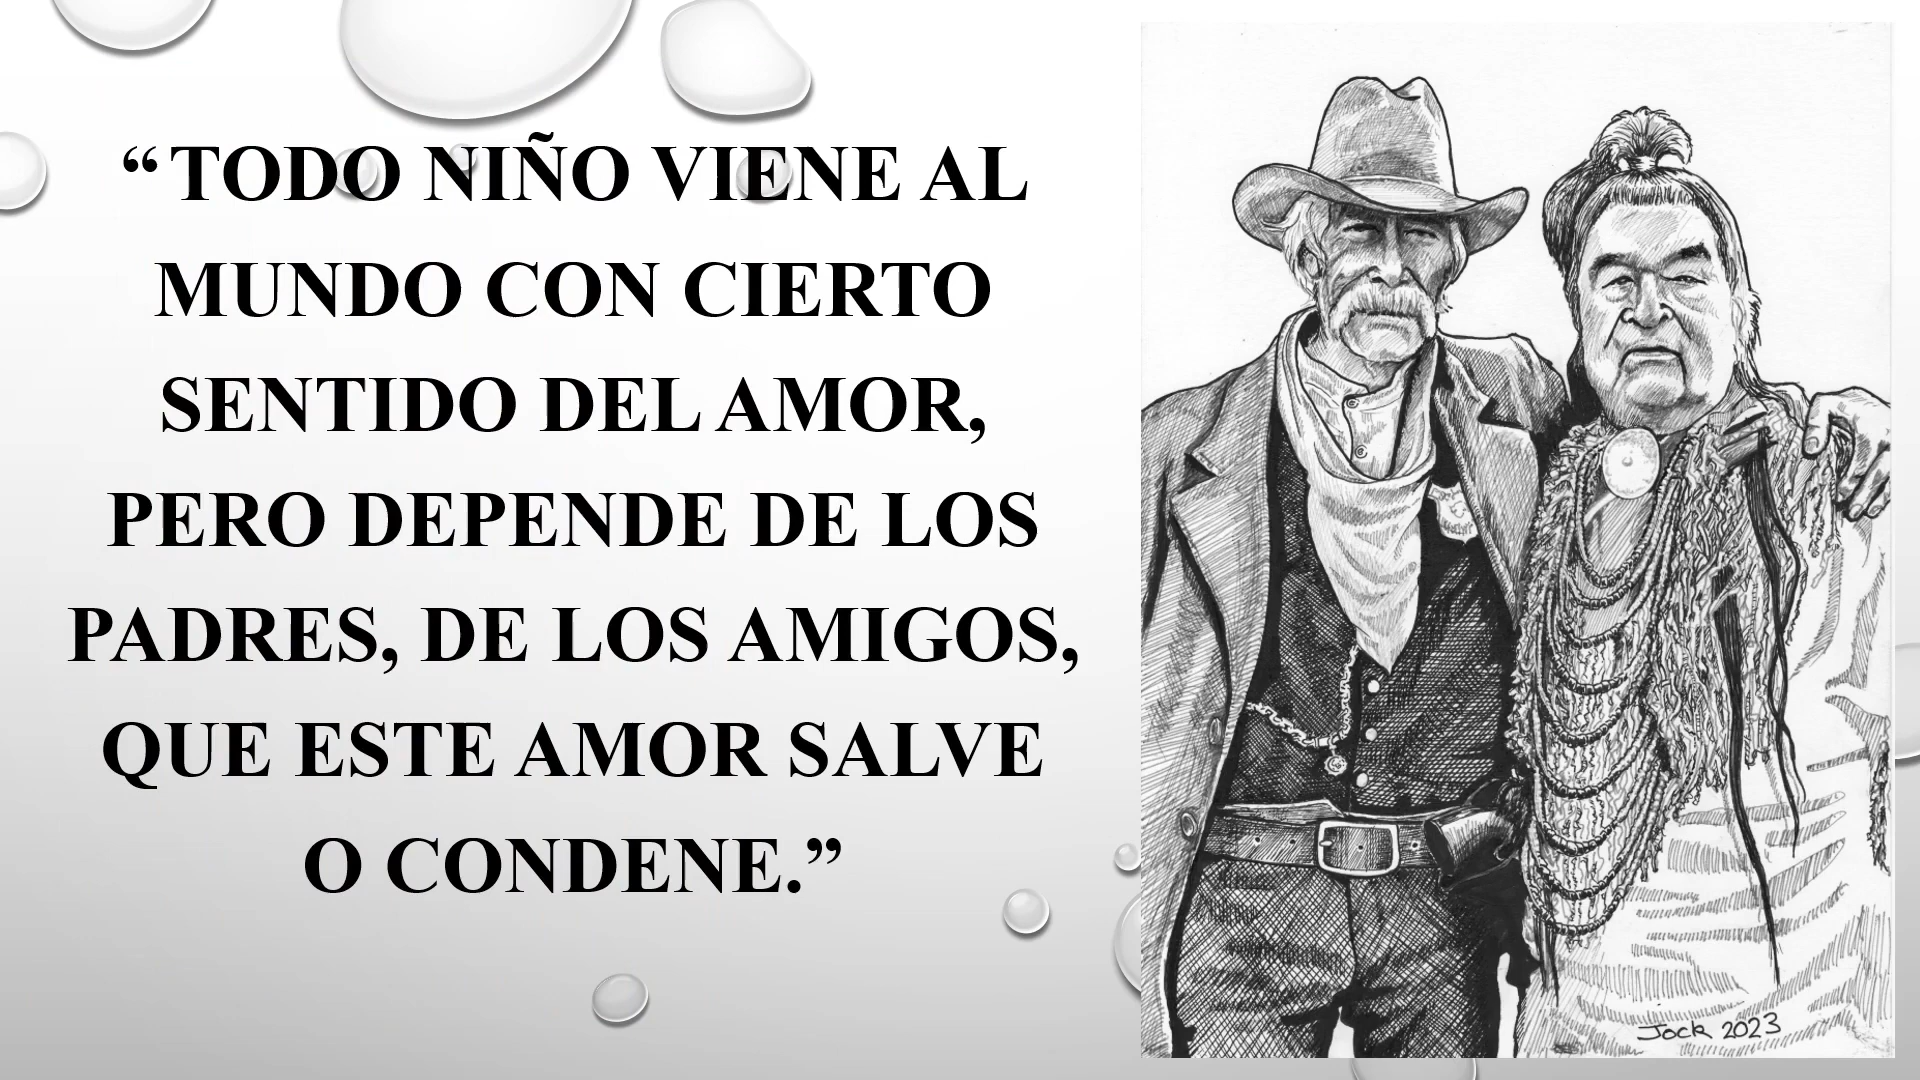 “TODO NIÑO VIENE AL
MUNDO CON CIERTO
SENTIDO DEL AMOR,
PERO DEPENDE DE LOS
PADRES, DE LOS AMIGOS,
QUE ESTE AMOR SALVE
O CONDENE.”
Jock 2023